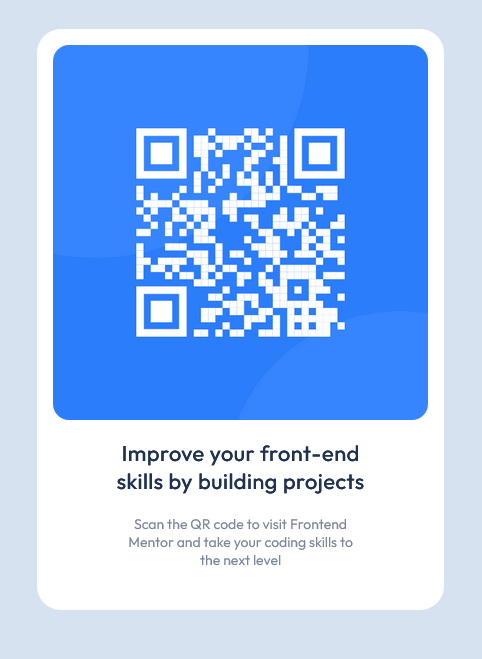 Improve your front-end
skills by building projects
Scan the QR code to visit Frontend
Mentor and take your coding skills to
the next level